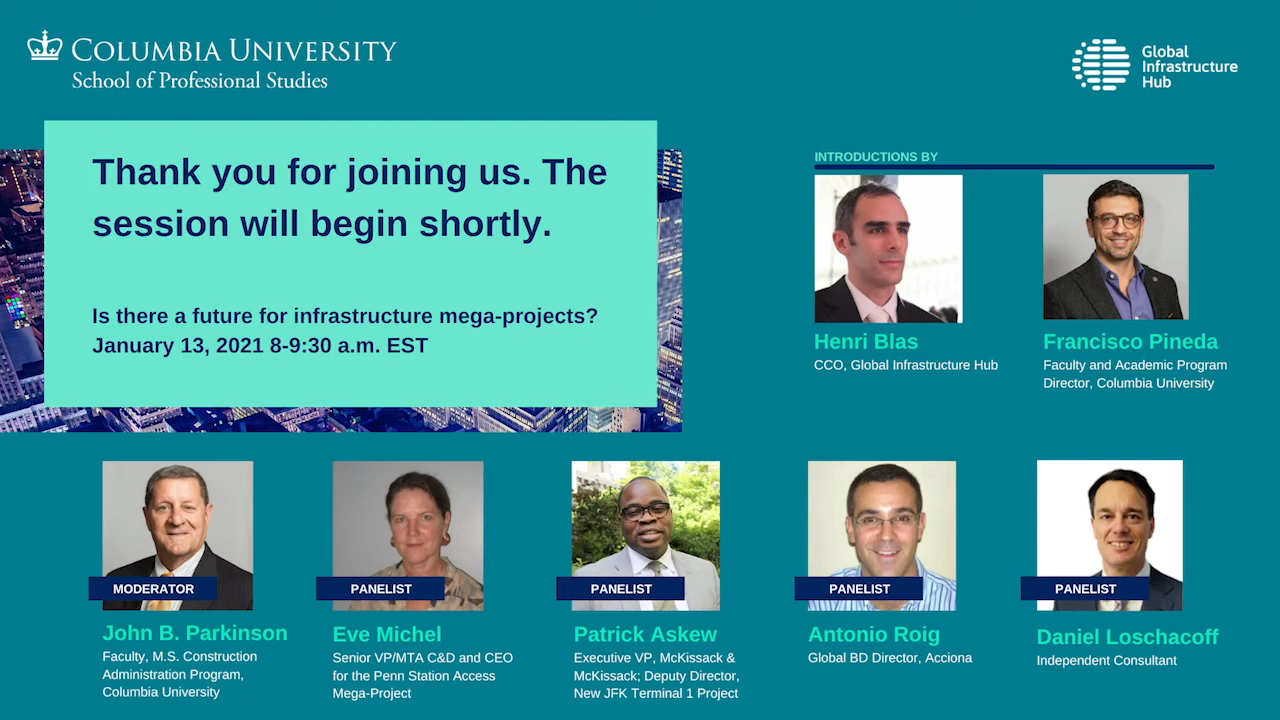 COLUMBIA UNIVERSITY
School of Professional Studies
Global
Infrastructure
Hub
Thank you for joining us. The
session will begin shortly.
Is there a future for infrastructure mega-projects?
January 13, 2021 8-9:30 a.m. EST
INTRODUCTIONS BY
Henri Blas
CCO, Global Infrastructure Hub
Francisco Pineda
Faculty and Academic Program
Director, Columbia University
MODERATOR
John B. Parkinson
Faculty, M.S. Construction
Administration Program,
Columbia University
PANELIST
Eve Michel
Senior VP/MTA C&D and CEO
for the Penn Station Access
Mega-Project
PANELIST
Patrick Askew
Executive VP, McKissack &
McKissack; Deputy Director,
New JFK Terminal 1 Project
PANELIST
Antonio Roig
Global BD Director, Acciona
PANELIST
Daniel Loschacoff
Independent Consultant